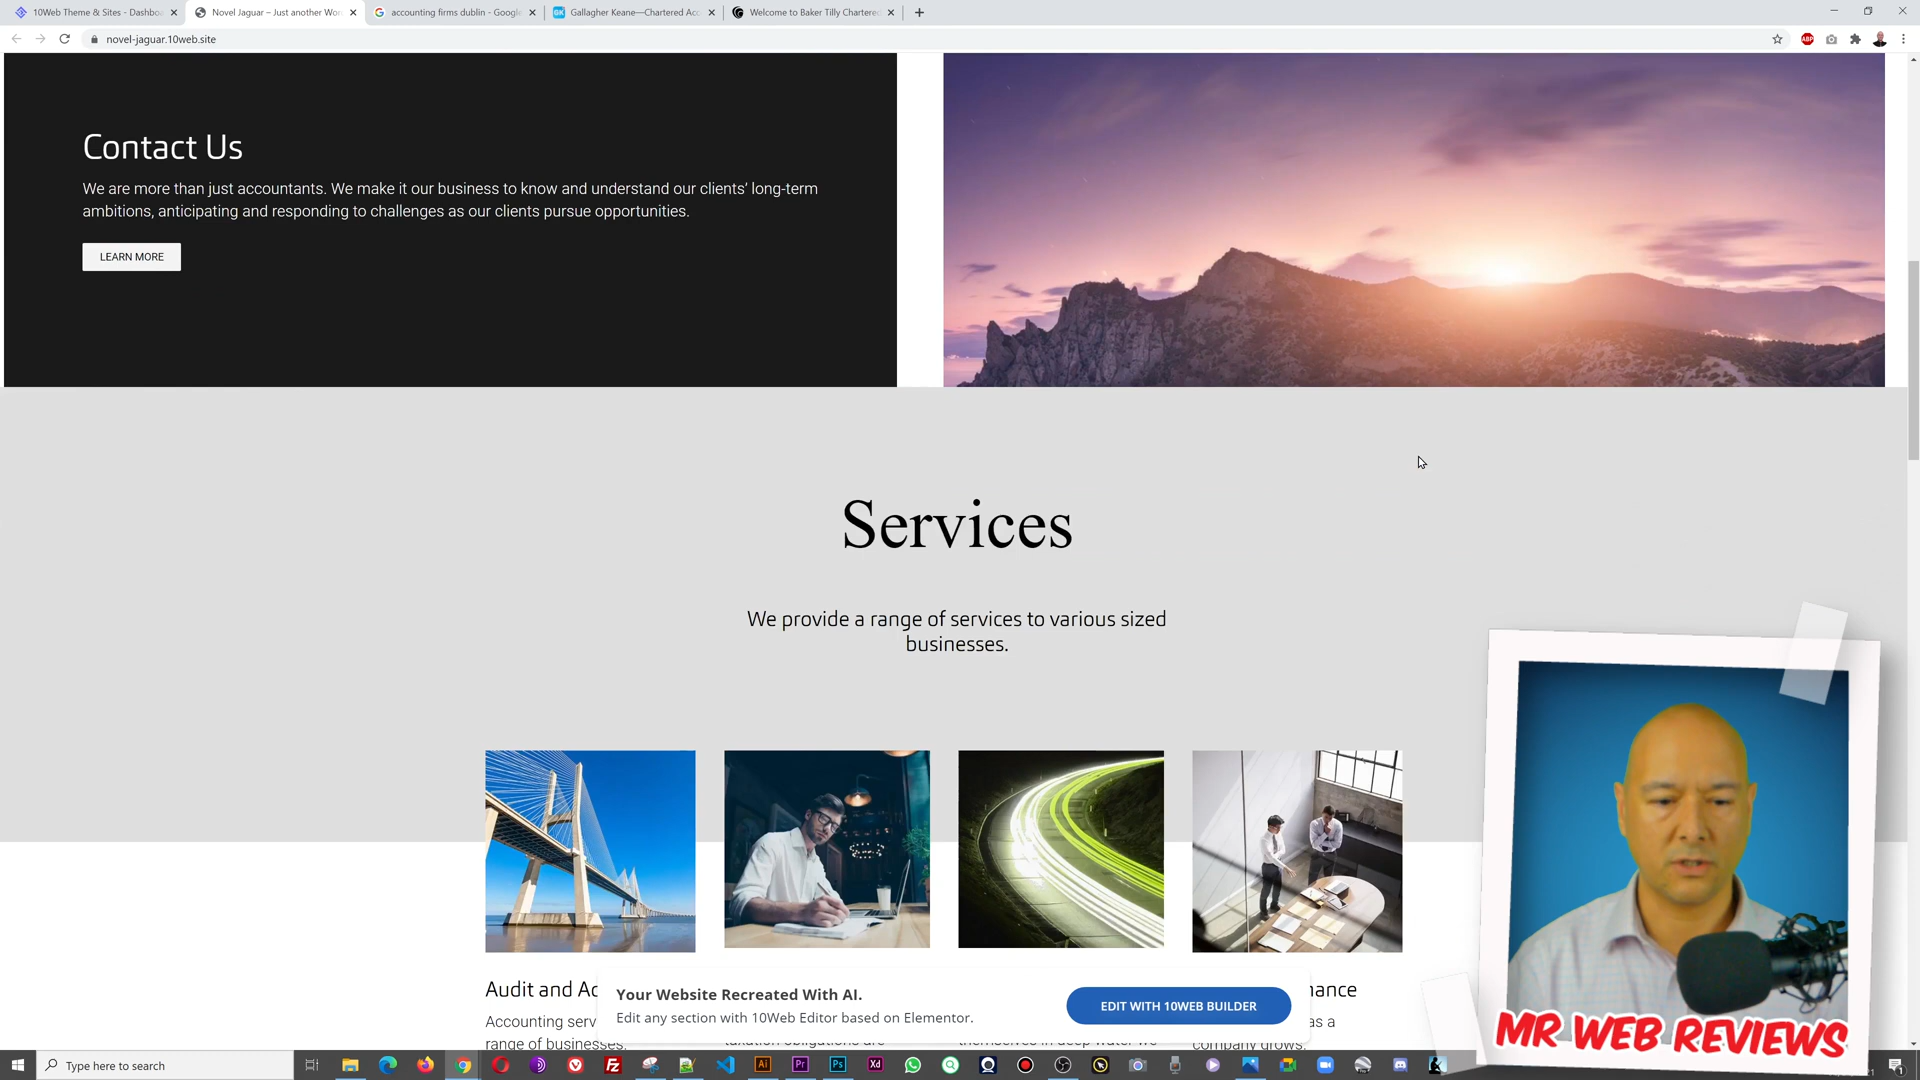 10Web Theme & Sites - Dashboa
Novel Jaguar – Just another Wor
accounting firms dublin - Google
Gallagher Keane—Chartered Acc
Welcome to Baker Tilly Chartered
novel-jaguar.10web.site
Contact Us
We are more than just accountants. We make it our business to know and understand our clients’ long-term
ambitions, anticipating and responding to challenges as our clients pursue opportunities.
LEARN MORE
Services
We provide a range of services to various sized
businesses.
Audit and Ac
nance
Accounting serv
as a
range of businesses.
taxation obligations are
themselves in deep water we
company grows.
Your Website Recreated With AI.
Edit any section with 10Web Editor based on Elementor.
EDIT WITH 10WEB BUILDER
MR WEB REVIEWS
Type here to search